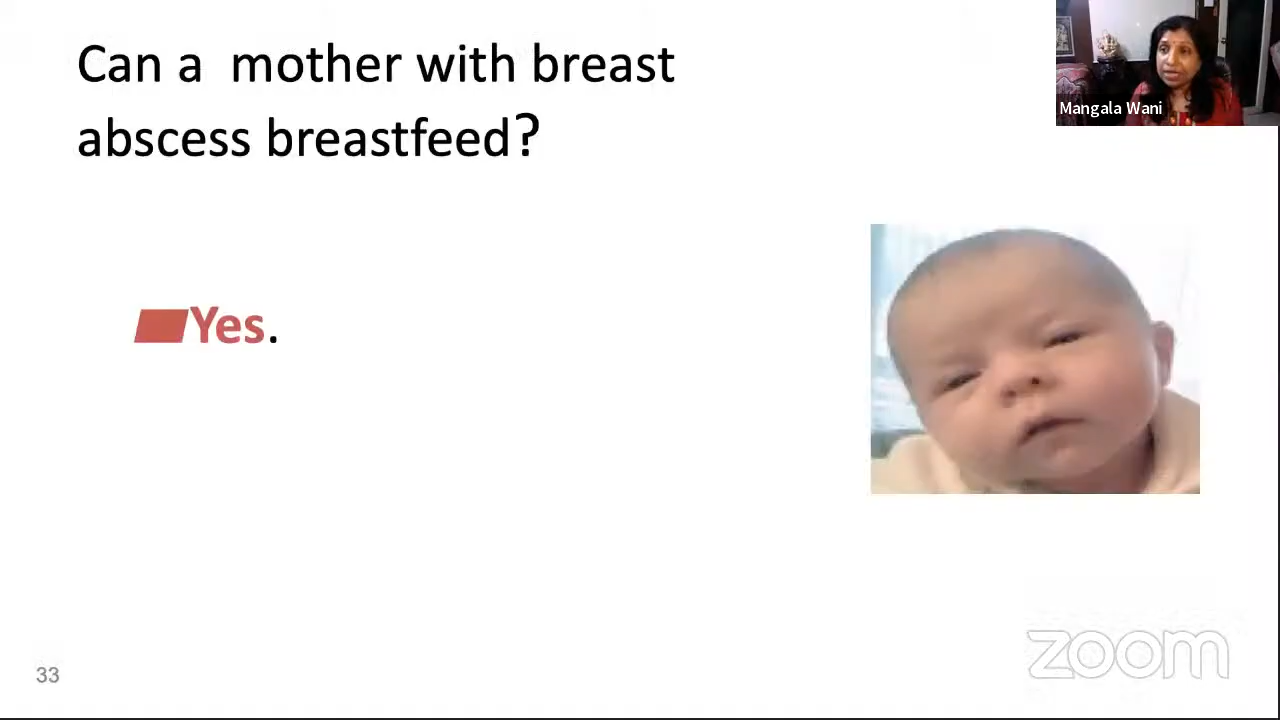 Can a  mother with breast
abscess breastfeed?
Mangala Wani
Yes.
33
zoom